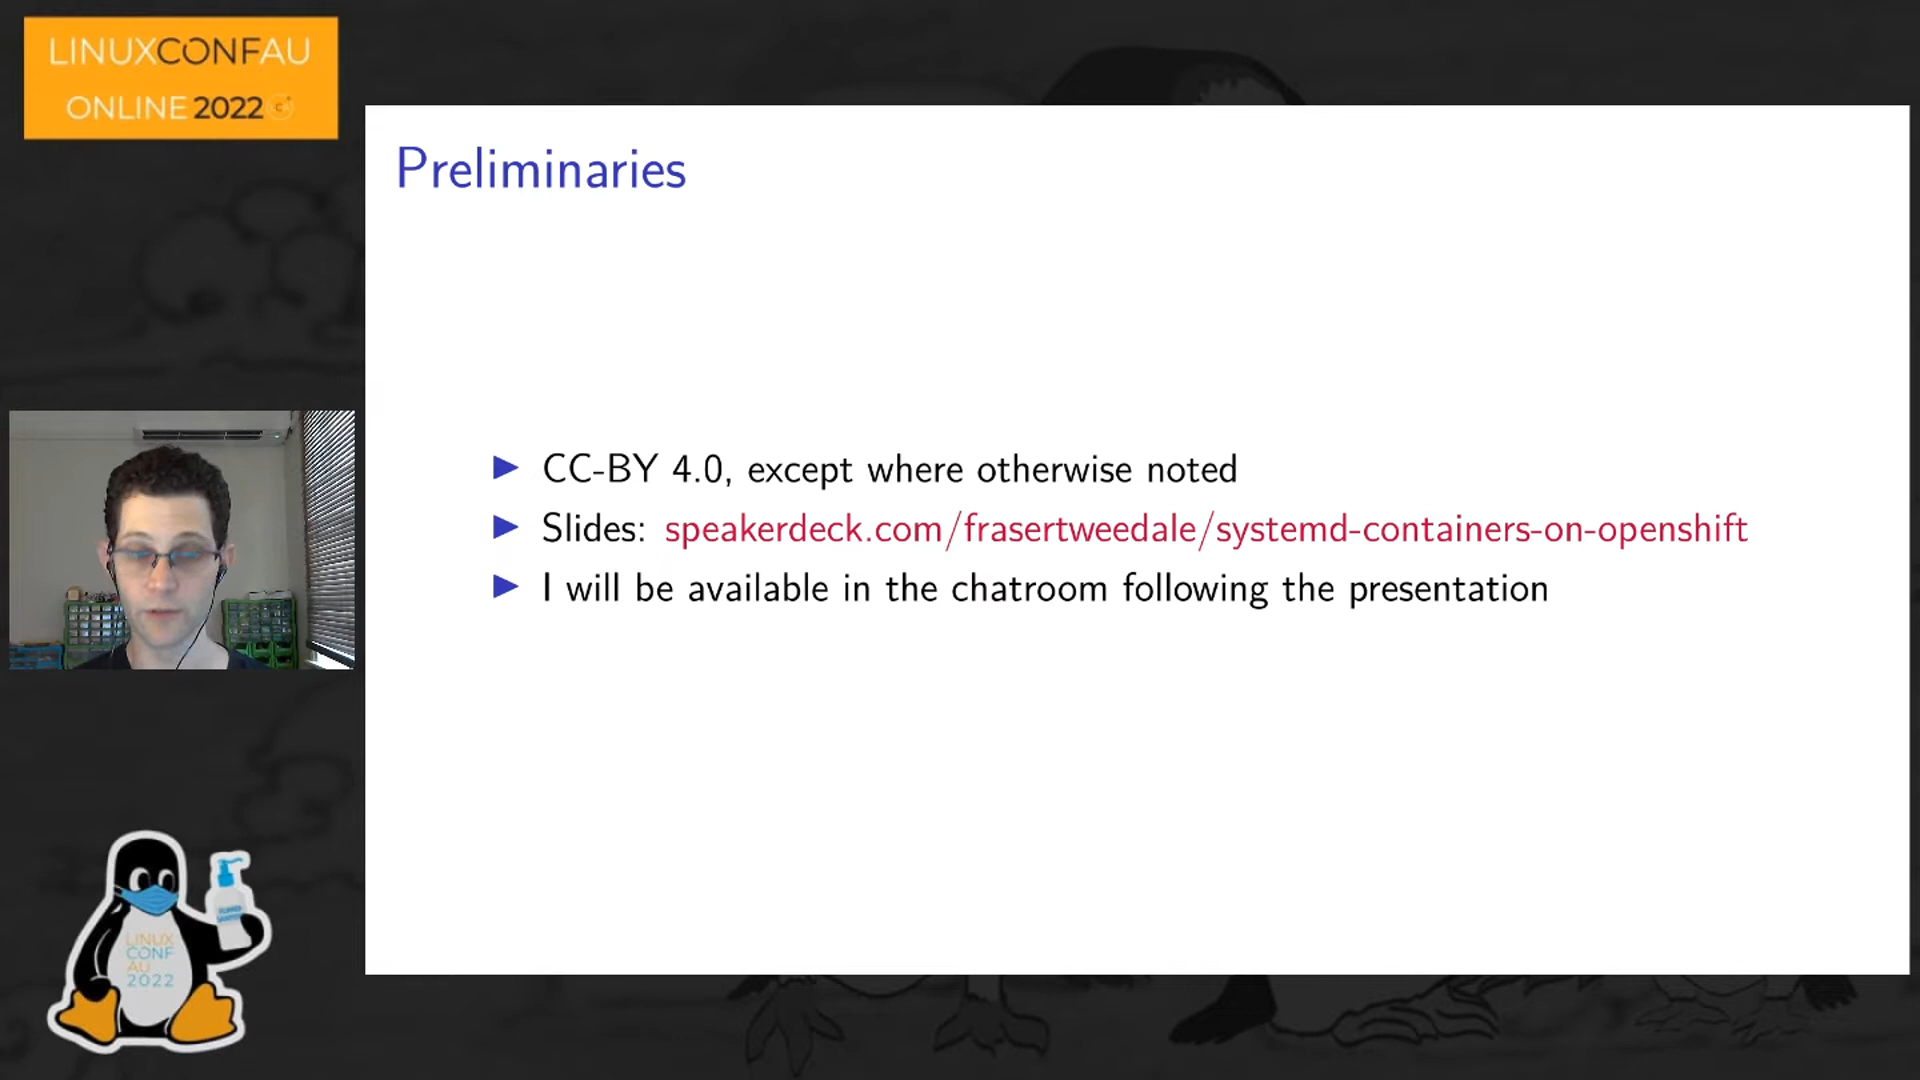 LINUXCONFAU
ONLINE 2022
Preliminaries
CC-BY 4.0, except where otherwise noted
Slides: speakerdeck.com/frasertweedale/systemd-containers-on-openshift
I will be available in the chatroom following the presentation
LINUX
CONF
AU
2022